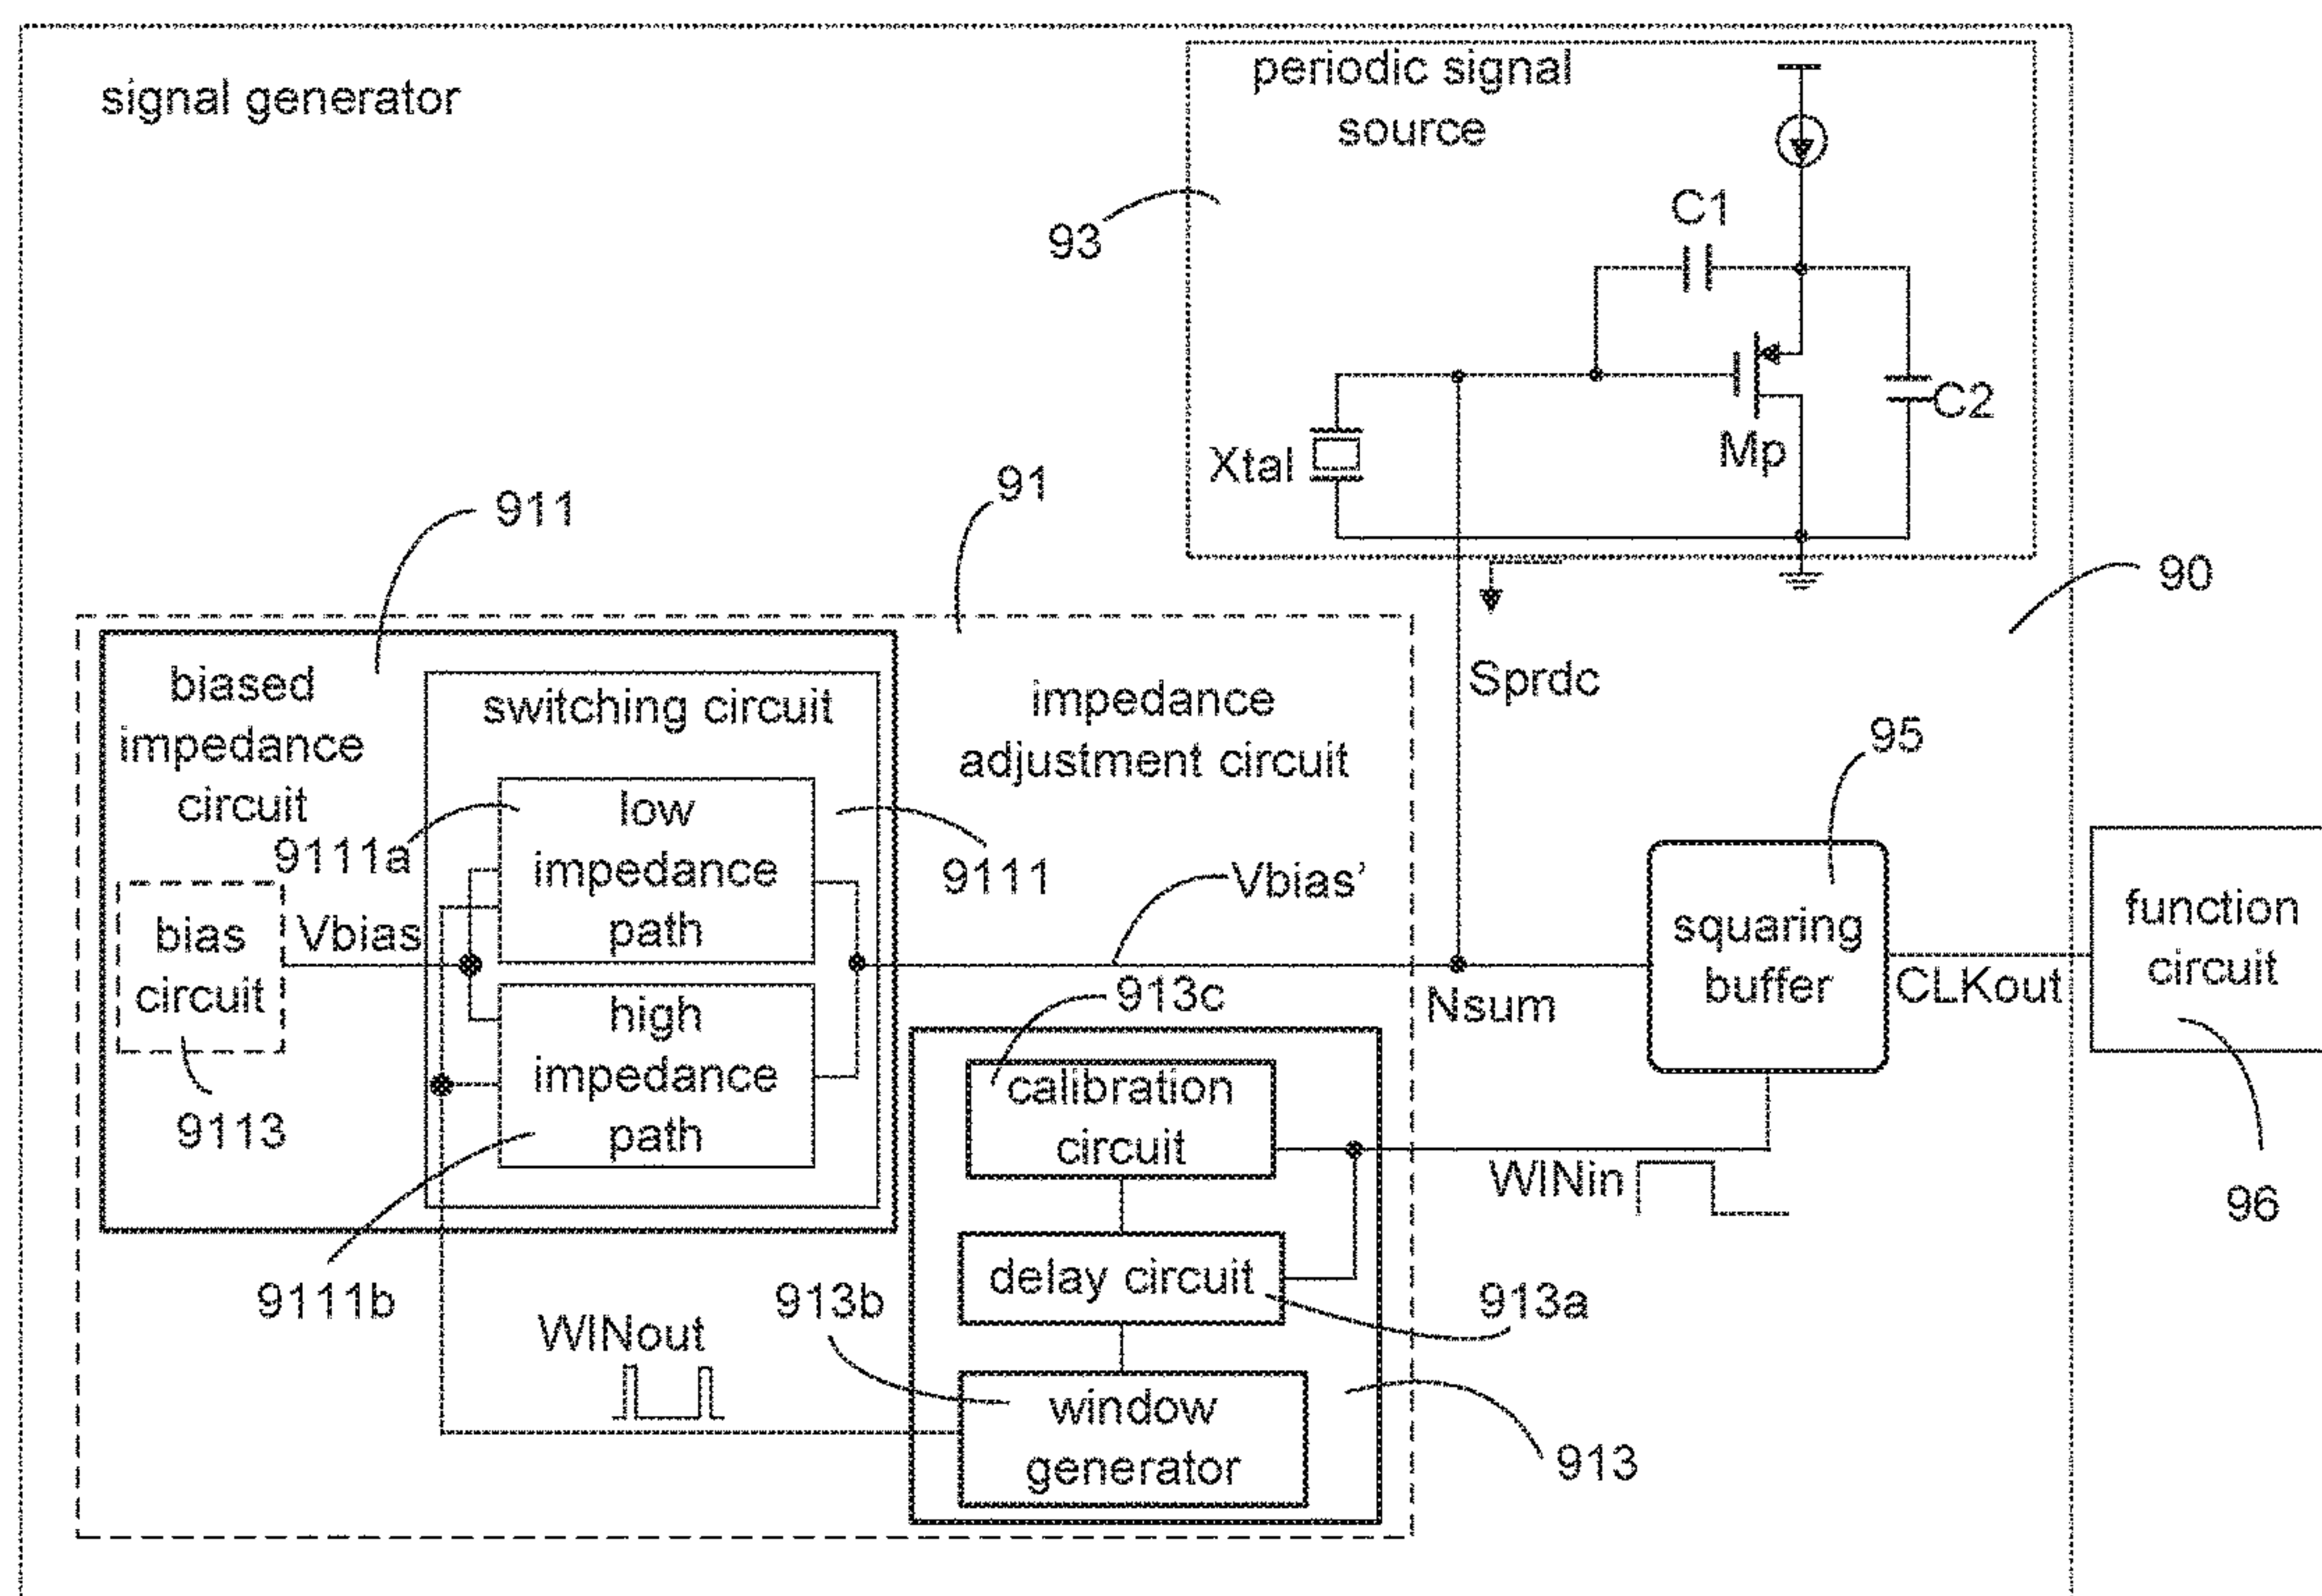 signal generator
periodic signal
source
93
C1
C2
Mp
Xtal
90
911
91
Sprdc
biased
impedance
circuit
switching circuit
impedance
adjustment circuit
95
9111a
low
impedance
path
9111
Vbias'
bias
circuit
Vbias
squaring
buffer
function
circuit
CLKout
Nsum
913c
high
impedance
path
9113
calibration
circuit
WINin
96
9111b
delay circuit
913b
913a
WINout
window
generator
913